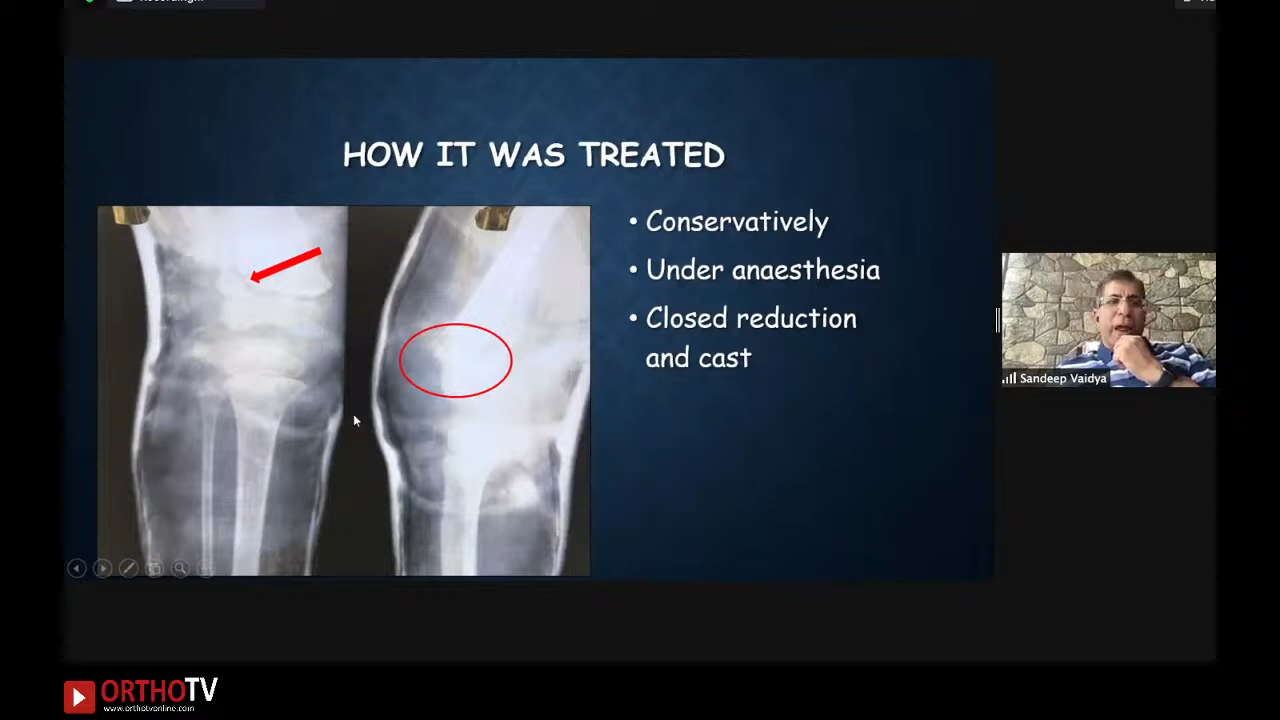 HOW IT WAS TREATED
• Conservatively
• Under anaesthesia
• Closed reduction
and cast
Sandeep Vaidya
ORTHOTV
www.orthotvonline.com